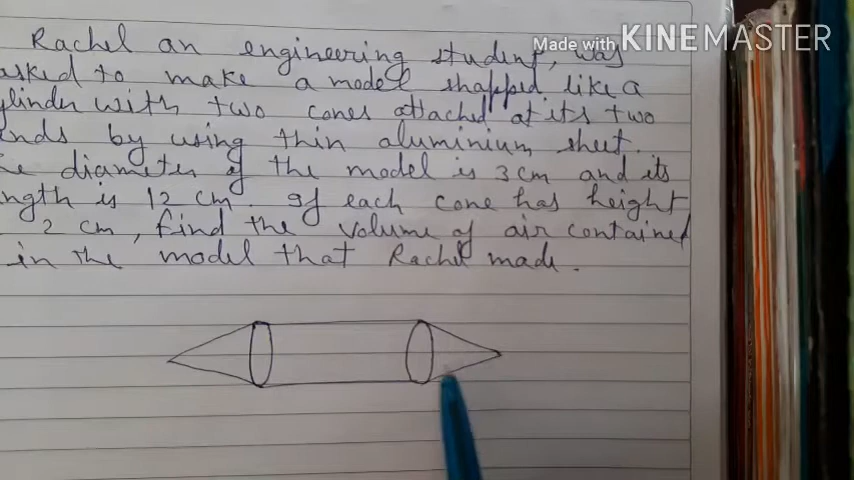 Made with KINEMASTER
Rachel an engineering student, was
asked to make a model shapped like a
ylinder with two cones attached at its two
ends by using thin aluminium sheet.
e diameter of the model is 3 cm and its
ngth is 12 cm. If each cone has height
2 cm, find the volume of air contained
in the model that Rachel made.